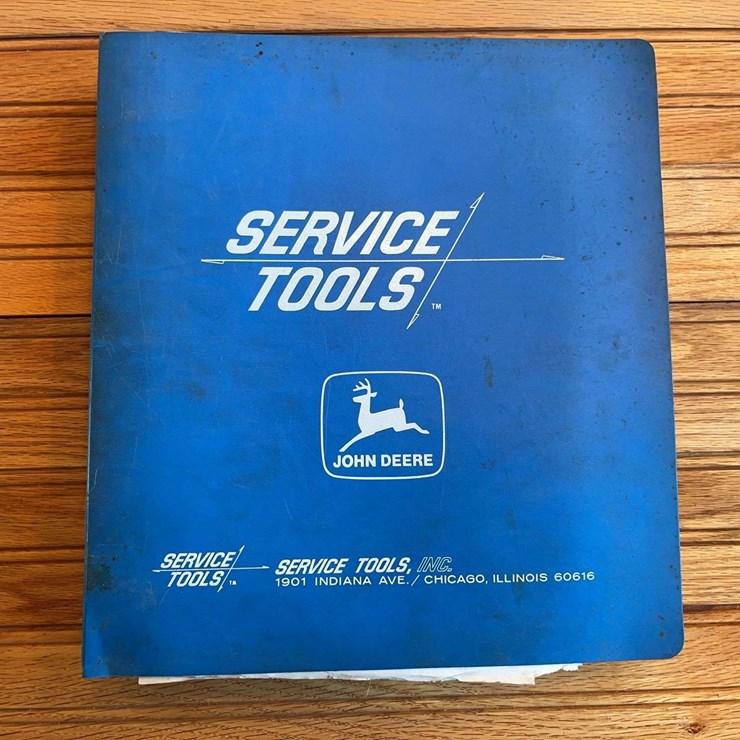 SERVICE
TOOLS ™
JOHN DEERE
SERVICE
TOOLS ™
SERVICE TOOLS, INC.
1901 INDIANA AVE. / CHICAGO, ILLINOIS 60616